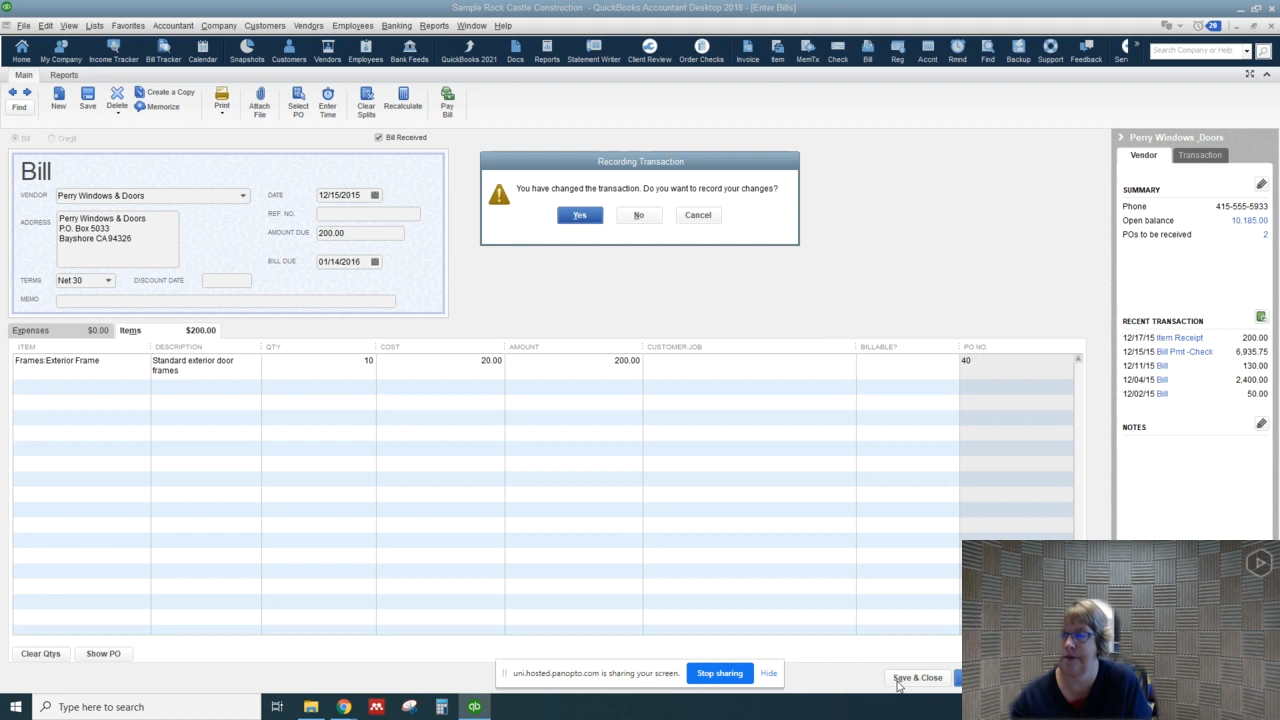 Sample Rock Castle Construction - QuickBooks Accountant Desktop 2018 - [Enter Bills]
File Edit View Lists Favorites Accountant Company Customers Vendors Employees Banking Reports Window Help
20
Home My Company Income Tracker Bill Tracker Calendar Snapshots Customers Vendors Employees Bank Feeds QuickBooks 2021 Docs Reports Statement Writer Client Review Order Checks Invoice Item MemTx Check Bill Reg Accnt Rmnd Find Backup Support Feedback Serv
Search Company or Help
Main Reports
Find New Save Delete Create a Copy
Memorize
Print Attach File Select PO Enter Time Clear Splits Recalculate Pay Bill
Bill Credit Bill Received
Bill
VENDOR Perry Windows & Doors
DATE 12/15/2015
REF. NO.
ADDRESS Perry Windows & Doors
P.O. Box 5033
Bayshore CA 94326
AMOUNT DUE 200.00
BILL DUE 01/14/2016
TERMS Net 30 DISCOUNT DATE
MEMO
Recording Transaction
You have changed the transaction. Do you want to record your changes?
Yes No Cancel
Expenses $0.00 Items $200.00
ITEM DESCRIPTION QTY COST AMOUNT CUSTOMER:JOB BILLABLE? PO NO.
Frames:Exterior Frame Standard exterior door 10 20.00 200.00 40
frames
Clear Qtys Show PO
Save & Close
Perry Windows _Doors
Vendor Transaction
SUMMARY
Phone 415-555-5933
Open balance 10,185.00
POs to be received 2
RECENT TRANSACTION
12/17/15 Item Receipt 200.00
12/15/15 Bill Pmt -Check 6,935.75
12/11/15 Bill 130.00
12/04/15 Bill 2,400.00
12/02/15 Bill 50.00
NOTES
uni.hosted.panopto.com is sharing your screen. Stop sharing Hide
Type here to search